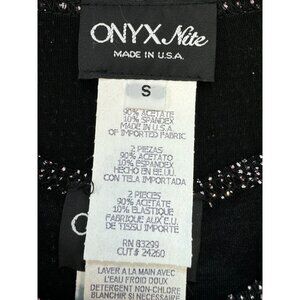 ONYX Nite
MADE IN U.S.A.
S
90% ACETATE
10% SPANDEX
MADE IN U.S.A.
OF IMPORTED FABRIC
2 PIEZAS
90% ACETATO
10% ESPANDEX
HECHO EN EE.UU.
CON TELA IMPORTADA
2 PIECES
90% ACETATE
10% ELASTIQUE
FABRIQUE AUX E.U.
DE TISSU IMPORTE
RN 83299
CUT# 24260
LAVER A LA MAIN AVEC
L'EAU FROID DOUX
DETERGENT NON-CHLORE
BLANCHIR SI NECESSAIRE